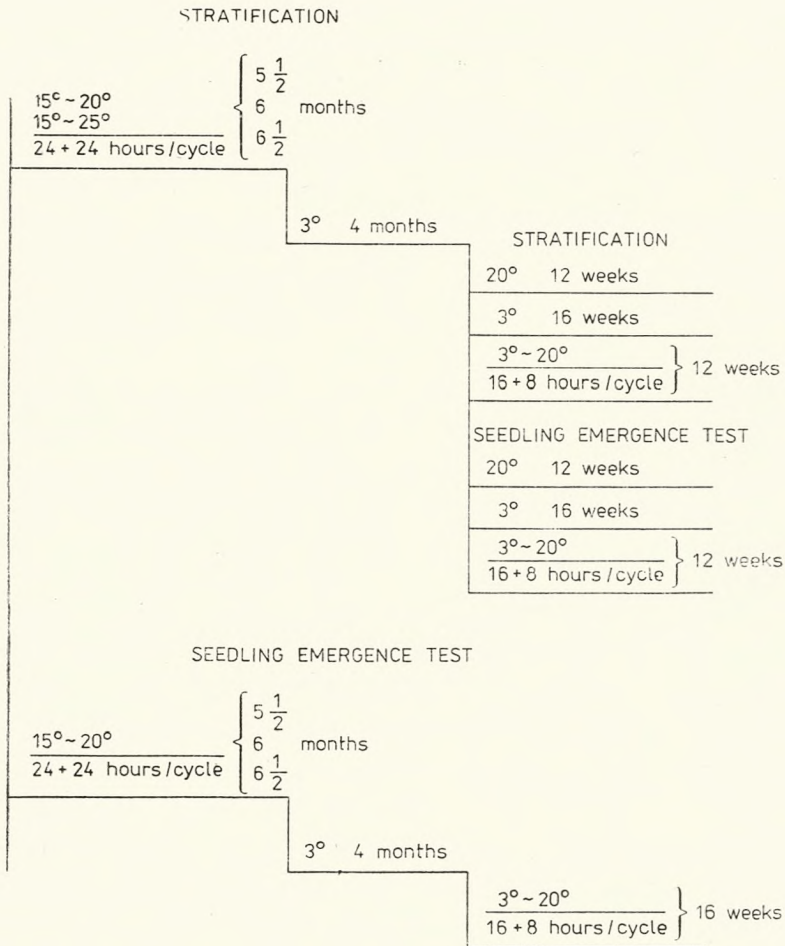 STRATIFICATION
15ᶜ ~ 20°
15° ~ 25°
24 + 24 hours/cycle
5 1/2
6 months
6 1/2
3° 4 months
STRATIFICATION
20° 12 weeks
3° 16 weeks
3° ~ 20°
16 + 8 hours/cycle
12 weeks
SEEDLING EMERGENCE TEST
20° 12 weeks
3° 16 weeks
3° ~ 20°
16 + 8 hours/cycle
12 weeks
SEEDLING EMERGENCE TEST
15° ~ 20°
24 + 24 hours/cycle
5 1/2
6 months
6 1/2
3° 4 months
3° ~ 20°
16 + 8 hours/cycle
16 weeks